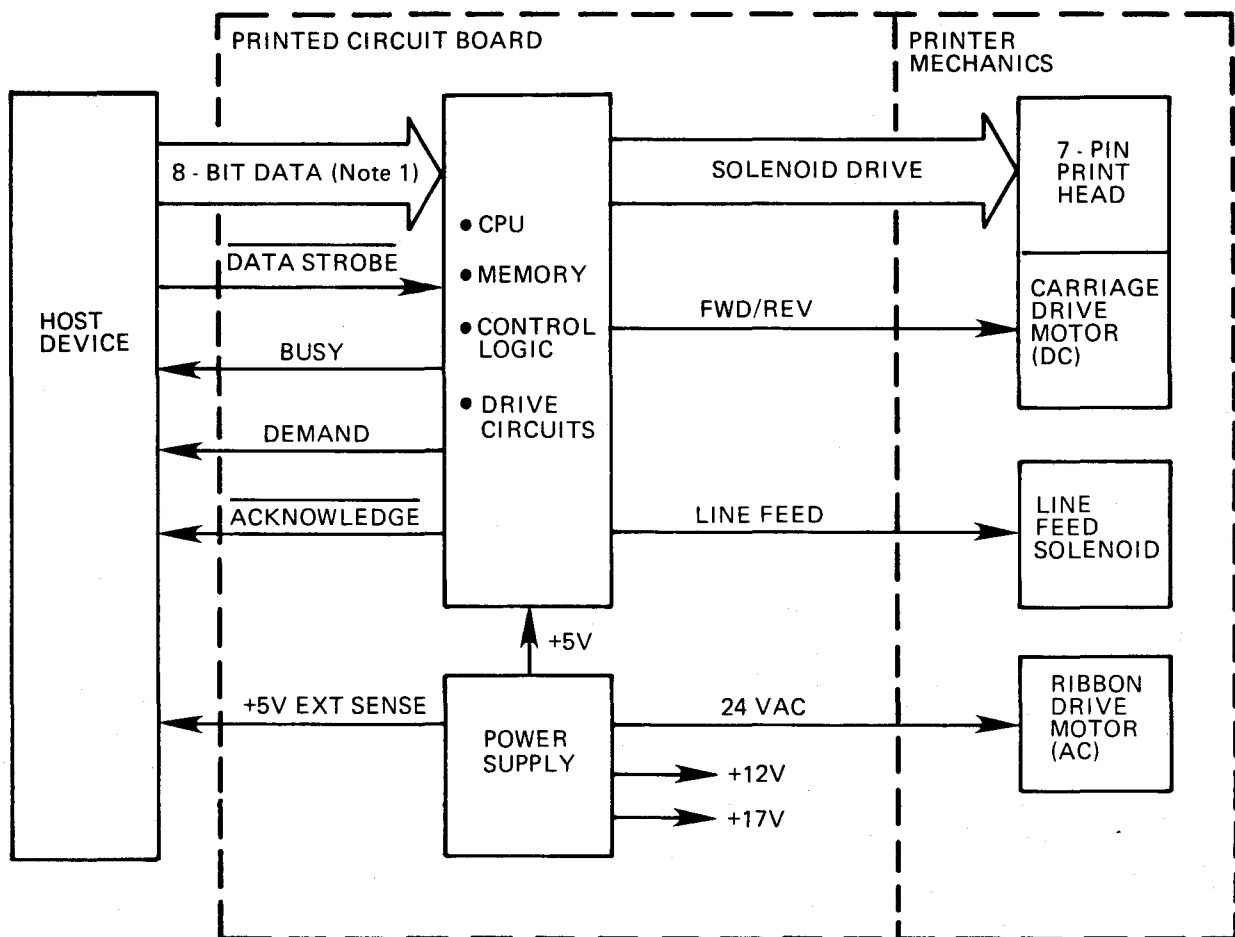 PRINTED CIRCUIT BOARD
PRINTER
MECHANICS
HOST
DEVICE
8 - BIT DATA (Note 1)
DATA STROBE
BUSY
DEMAND
ACKNOWLEDGE
+5V EXT SENSE
• CPU
• MEMORY
• CONTROL
LOGIC
• DRIVE
CIRCUITS
+5V
POWER
SUPPLY
SOLENOID DRIVE
FWD/REV
LINE FEED
24 VAC
+12V
+17V
7 - PIN
PRINT
HEAD
CARRIAGE
DRIVE
MOTOR
(DC)
LINE
FEED
SOLENOID
RIBBON
DRIVE
MOTOR
(AC)